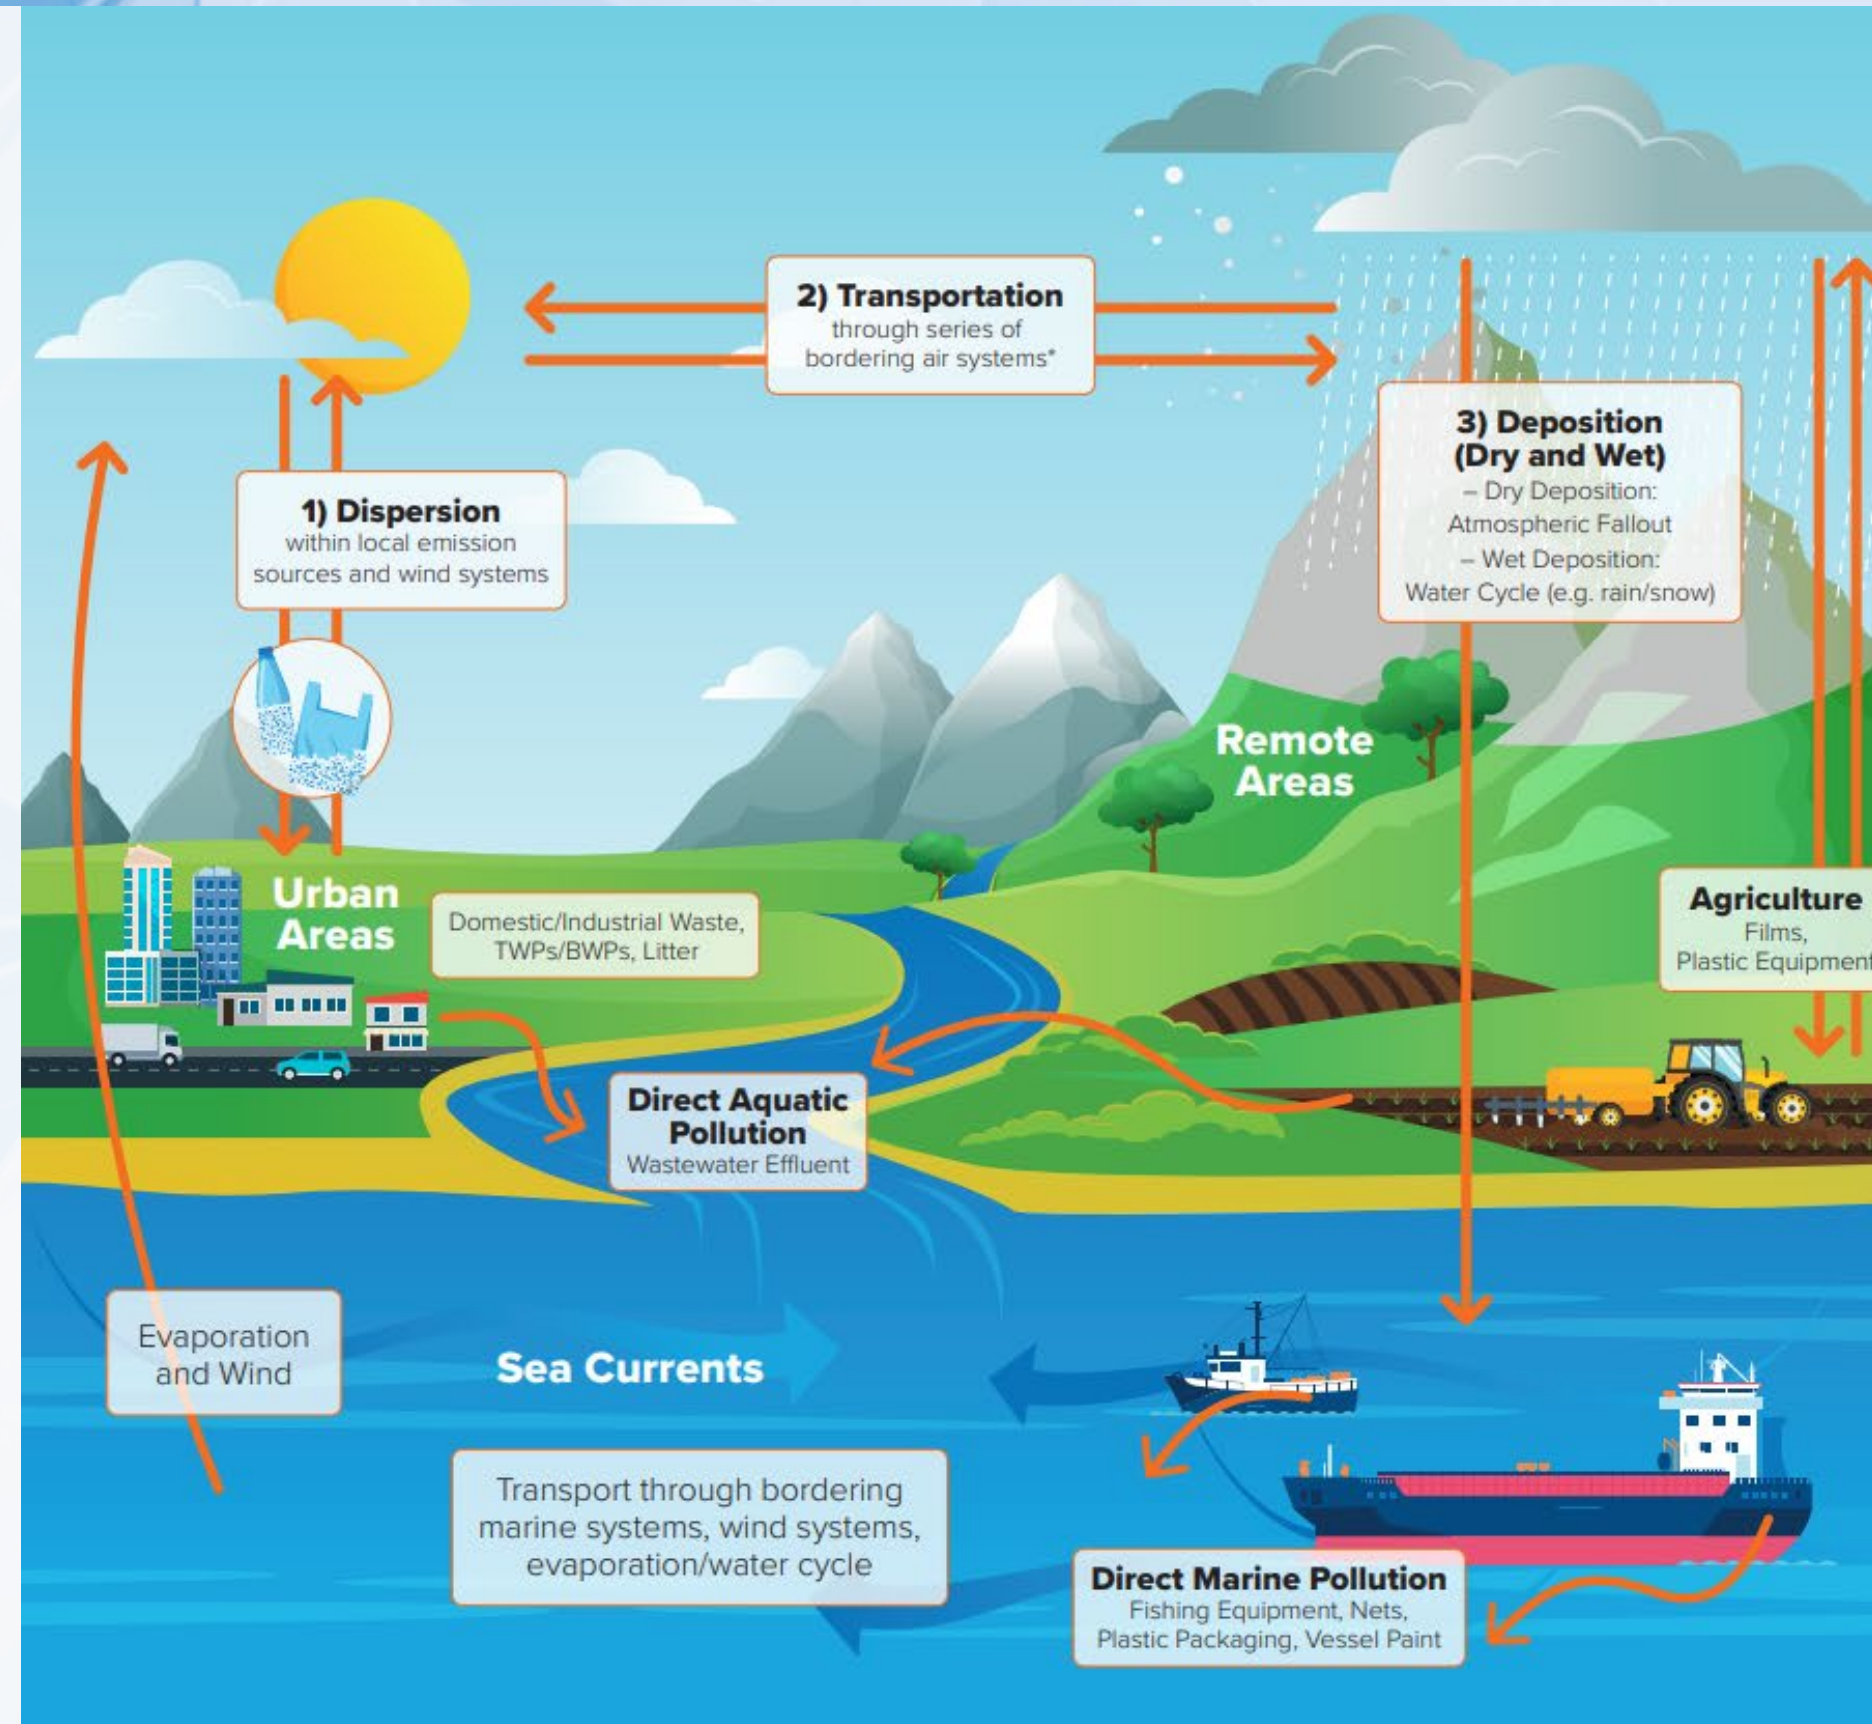 2) Transportation
through series of
bordering air systems*
3) Deposition
(Dry and Wet)
– Dry Deposition:
Atmospheric Fallout
– Wet Deposition:
Water Cycle (e.g. rain/snow)
1) Dispersion
within local emission
sources and wind systems
Remote
Areas
Urban
Areas
Domestic/Industrial Waste,
TWPs/BWPs, Litter
Agriculture
Films,
Plastic Equipment
Direct Aquatic
Pollution
Wastewater Effluent
Evaporation
and Wind
Sea Currents
Transport through bordering
marine systems, wind systems,
evaporation/water cycle
Direct Marine Pollution
Fishing Equipment, Nets,
Plastic Packaging, Vessel Paint